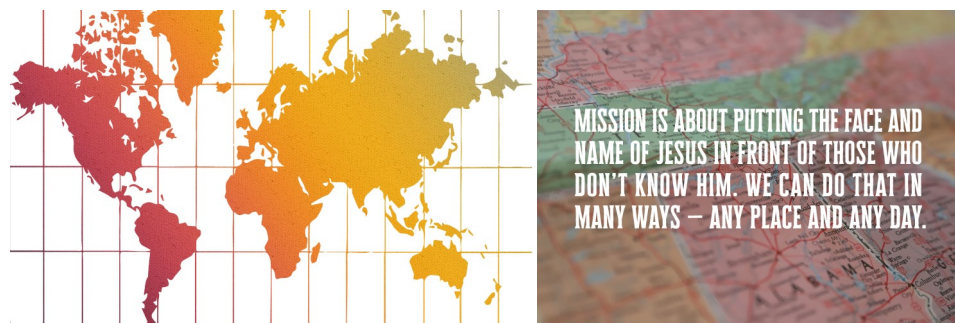 MISSION IS ABOUT PUTTING THE FACE AND
NAME OF JESUS IN FRONT OF THOSE WHO
DON'T KNOW HIM. WE CAN DO THAT IN
MANY WAYS – ANY PLACE AND ANY DAY.
ALABAMA